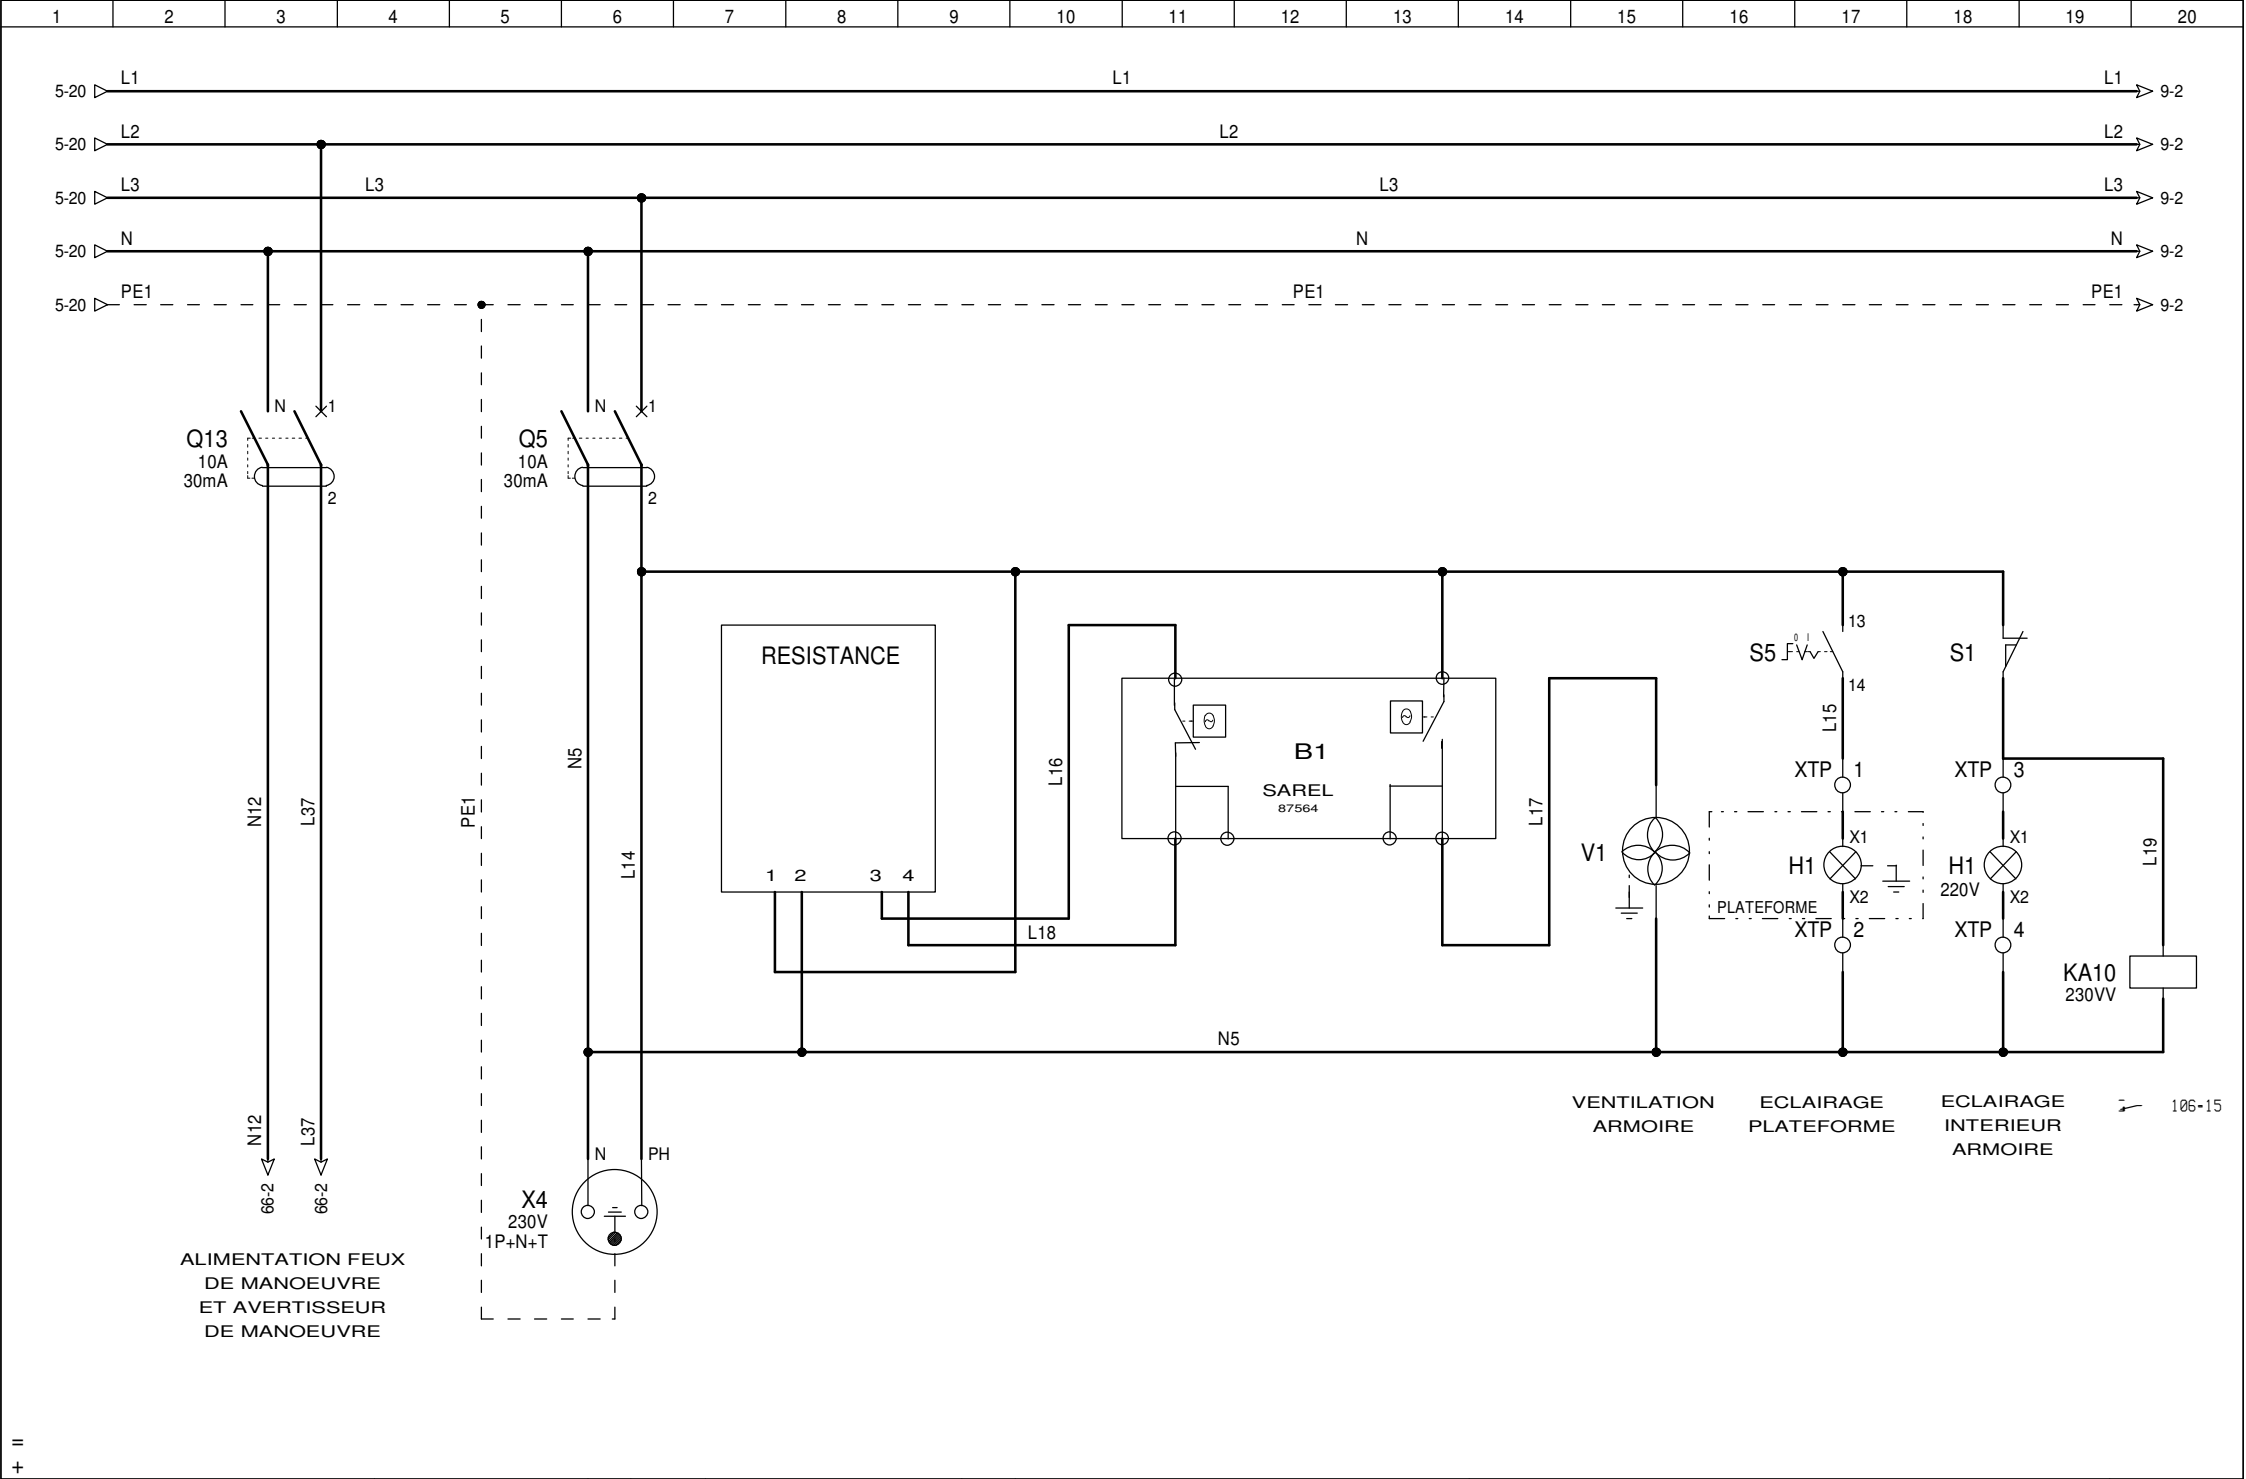 1 2 3 4 5 6 7 8 9 10 11 12 13 14 15 16 17 18 19 20
5-20 L1 L1 L1 9-2
5-20 L2 L2 L2 9-2
5-20 L3 L3 L3 L3 9-2
5-20 N N N 9-2
5-20 PE1 PE1 PE1 9-2
N 1
Q13
10A
30mA
2
N 1
Q5
10A
30mA
2
N12
L37
PE1
N5
L14
RESISTANCE
1 2 3 4
L16
L18
B1
SAREL
87564
L17
V1
13
S5
0 I
14
L15
XTP 1
X1
H1
X2
PLATEFORME
XTP 2
S1
XTP 3
X1
H1
220V
X2
XTP 4
L19
KA10
230VV
N5
VENTILATION
ARMOIRE
ECLAIRAGE
PLATEFORME
ECLAIRAGE
INTERIEUR
ARMOIRE
106-15
N12
L37
66-2
66-2
ALIMENTATION FEUX
DE MANOEUVRE
ET AVERTISSEUR
DE MANOEUVRE
N PH
X4
230V
1P+N+T
=
+